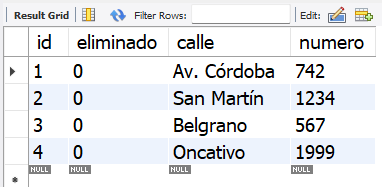 Result Grid Filter Rows: Edit:
id eliminado calle numero
1 0 Av. Córdoba 742
2 0 San Martín 1234
3 0 Belgrano 567
4 0 Oncativo 1999
NULL NULL NULL NULL